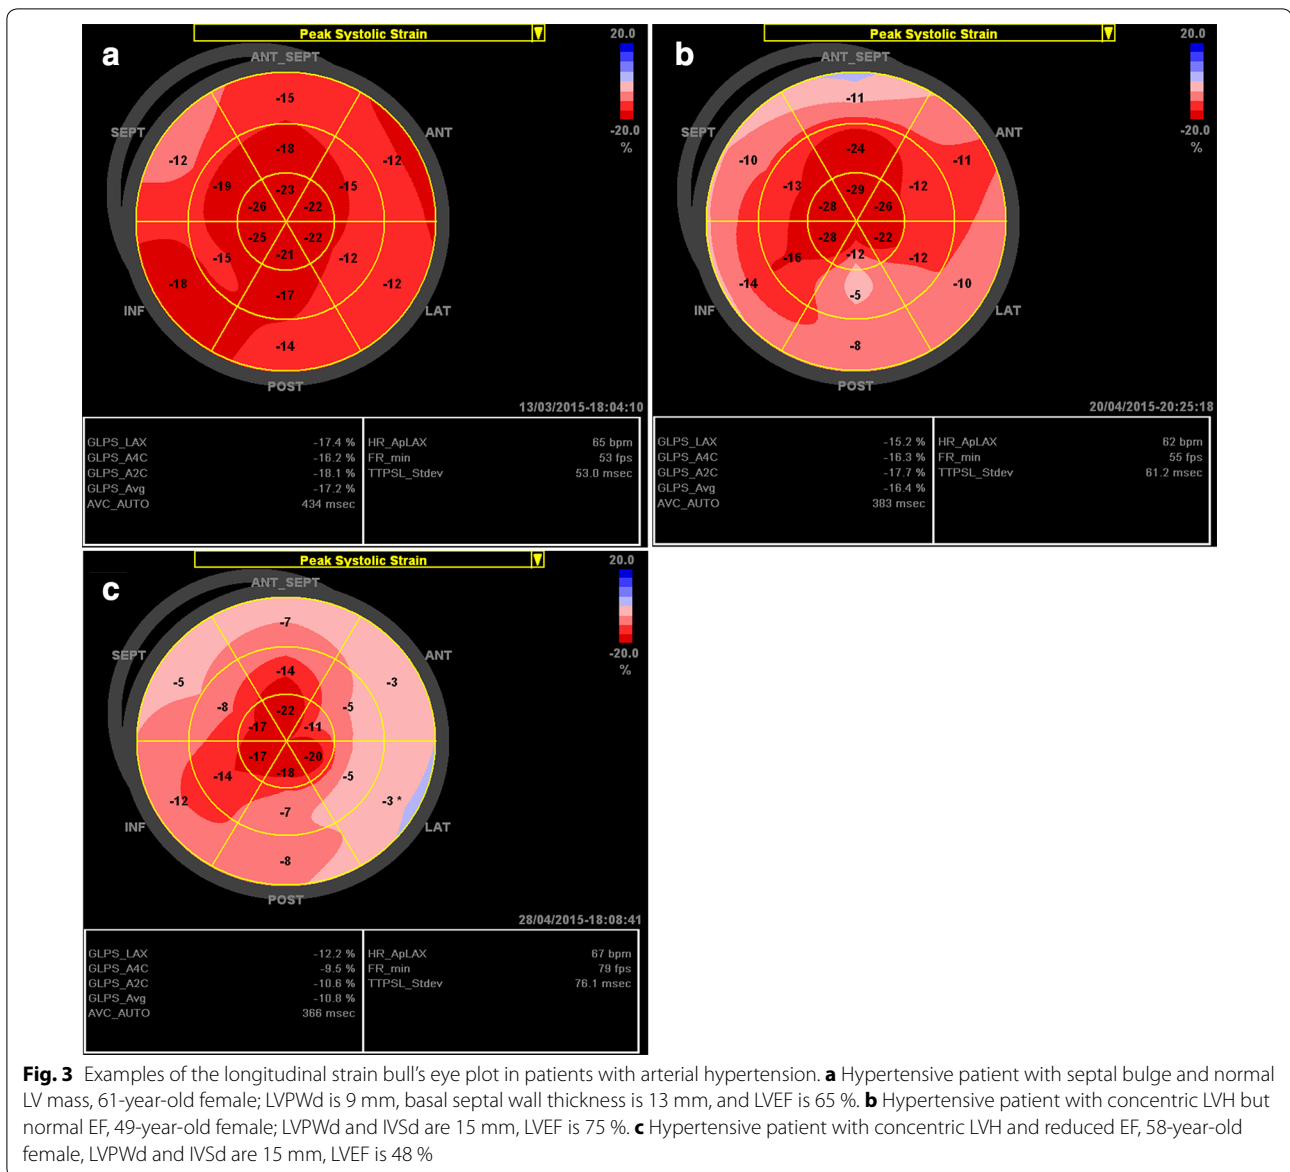 a
Peak Systolic Strain
20.0
-20.0
%
ANT_SEPT
SEPT
ANT
INF
LAT
POST
-15
-12
-12
-18
-19
-15
-23
-26
-22
-25
-22
-21
-15
-12
-18
-12
-17
-14
13/03/2015-18:04:10
GLPS_LAX -17.4 % HR_ApLAX 65 bpm
GLPS_A4C -16.2 % FR_min 53 fps
GLPS_A2C -18.1 % TTPSL_Stdev 53.0 msec
GLPS_Avg -17.2 %
AVC_AUTO 434 msec
b
Peak Systolic Strain
20.0
-20.0
%
ANT_SEPT
SEPT
ANT
INF
LAT
POST
-11
-10
-11
-24
-13
-12
-29
-28
-26
-28
-22
-12
-16
-12
-14
-10
-5
-8
20/04/2015-20:25:18
GLPS_LAX -15.2 % HR_ApLAX 62 bpm
GLPS_A4C -16.3 % FR_min 55 fps
GLPS_A2C -17.7 % TTPSL_Stdev 61.2 msec
GLPS_Avg -16.4 %
AVC_AUTO 383 msec
c
Peak Systolic Strain
20.0
-20.0
%
ANT_SEPT
SEPT
ANT
INF
LAT
POST
-7
-5
-3
-14
-8
-5
-22
-17
-11
-17
-20
-18
-14
-5
-12
-3 *
-7
-8
28/04/2015-18:08:41
GLPS_LAX -12.2 % HR_ApLAX 67 bpm
GLPS_A4C -9.5 % FR_min 79 fps
GLPS_A2C -10.6 % TTPSL_Stdev 76.1 msec
GLPS_Avg -10.8 %
AVC_AUTO 366 msec
Fig. 3 Examples of the longitudinal strain bull's eye plot in patients with arterial hypertension. a Hypertensive patient with septal bulge and normal
LV mass, 61-year-old female; LVPWd is 9 mm, basal septal wall thickness is 13 mm, and LVEF is 65 %. b Hypertensive patient with concentric LVH but
normal EF, 49-year-old female; LVPWd and IVSd are 15 mm, LVEF is 75 %. c Hypertensive patient with concentric LVH and reduced EF, 58-year-old
female, LVPWd and IVSd are 15 mm, LVEF is 48 %